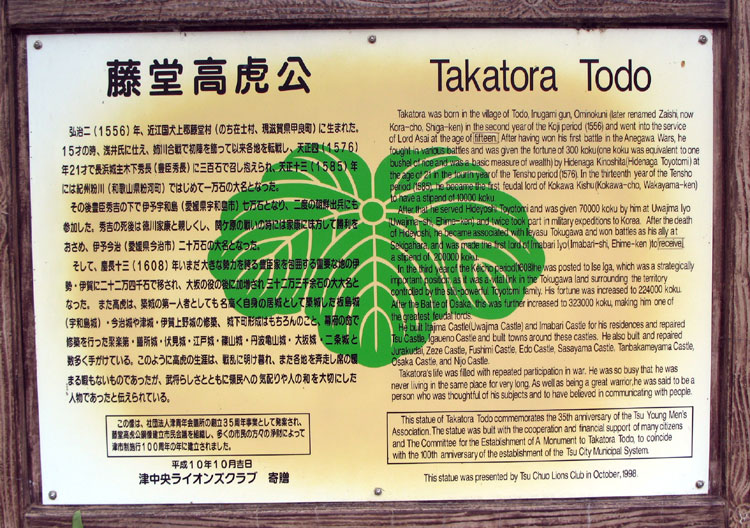 藤堂高虎公
弘治二(1556)年、近江国犬上郡藤堂村(のち在士村、現滋賀県甲良町)に生まれた。
15才の時、浅井氏に仕え、姉川合戦で初陣を飾って以来各地を転戦し、天正四(1576)
年21才で長浜城主木下秀長(豊臣秀長)に三百石で召し抱えられ、天正十三(1585)年
には紀州粉川(和歌山県粉河町)ではじめて一万石の大名となった。
その後豊臣秀吉の下で伊予宇和島(愛媛県宇和島市)七万石となり、二度の朝鮮出兵にも
参加した。秀吉の死後は徳川家康と親しくし、関ケ原の戦いの時には家康に味方して勝利を
おさめ、伊予今治(愛媛県今治市)二十万石の大名となった。
そして、慶長十三(1608)年いまだ大きな勢力を誇る豊臣家を包囲する重要な地の伊
勢・伊賀に二十二万四千石で移され、大坂の役の後に加増され三十二万三千余石の大大名と
なった。 また高虎は、築城の第一人者としても名高く自身の居城として築城した板島城
(宇和島城)・今治城や津城・伊賀上野城の修築、城下町形成はもちろんのこと、幕府の命で
修築を行った聚楽第・膳所城・伏見城・江戸城・篠山城・丹波亀山城・大坂城・二条城と
数多く手がけている。このように高虎の生涯は、戦乱に明け暮れ、また各地を奔走し席の暖
まる暇もないものであったが、武将らしさとともに領民への気配りや人の和を大切にした
人物であったと伝えられている。
この像は、社団法人津青年会議所の創立35周年事業として発案され、
藤堂高虎公銅像建立市民会議を組織し、多くの市民の方々の浄財によって
津市制施行100周年の年に建立されました。
平成10年10月吉日
津中央ライオンズクラブ 寄贈
Takatora Todo
Takatora was born in the village of Todo, Inugami gun, Ominokuni (later renamed Zaishi, now
Kora-cho, Shiga-ken) in the second year of the Koji period (1556) and went into the service
of Lord Asai at the age of fifteen. After having won his first battle in the Anegawa Wars, he
fought in various battles and was given the fortune of 300 koku(one koku was equivalent to one
bushel of rice and was a basic measure of wealth) by Hidenaga Kinoshita(Hidenaga Toyotomi) at
the age of 21 in the fourth year of the Tensho period (1576). In the thirteenth year of the Tensho
period (1585), he became the first feudal lord of Kokawa Kishu(Kokawa-cho, Wakayama-ken)
to have a stipend of 10000 koku.
After that he served Hideyoshi Toyotomi and was given 70000 koku by him at Uwajima Iyo
(Uwajima-shi, Ehime-ken)and twice took part in military expeditions to Korea. After the death
of Hideyoshi, he became associated with Ieyasu Tokugawa and won battles as his ally at
Sekigahara, and was made the first lord of Imabari Iyo(Imabari-shi, Ehime-ken )to receive
a stipend of 200000 koku.
In the third year of the Keicho period(1608)he was posted to Ise Iga, which was a strategically
important position, as it was a vital link in the Tokugawa land surrounding the territory
controlled by the still-powerful Toyotomi family. His fortune was increased to 224000 koku.
After the Battle of Osaka this was further increased to 323000 koku, making him one of
the greatest feudal lords.
He built Itajima Castle(Uwajima Castle) and Imabari Castle for his residences and repaired
Tsu Castle, Igaueno Castle and built towns around these castles. He also built and repaired
Jurakudai, Zeze Castle, Fushimi Castle, Edo Castle, Sasayama Castle, Tanbakameyama Castle,
Osaka Castle, and Nijo Castle.
Takatora's life was filled with repeated participation in war. He was so busy that he was
never living in the same place for very long. As well as being a great warrior,he was said to be a
person who was thoughtful of his subjects and to have believed in communicating with people.
This statue of Takatora Todo commemorates the 35th anniversary of the Tsu Young Men's
Association. The statue was built with the cooperation and financial support of many citizens
and The Committee for the Establishment of A Monument to Takatora Todo, to coincide
with the 100th anniversary of the establishment of the Tsu City Municipal System.
This statue was presented by Tsu Chuo Lions Club in October, 1998.